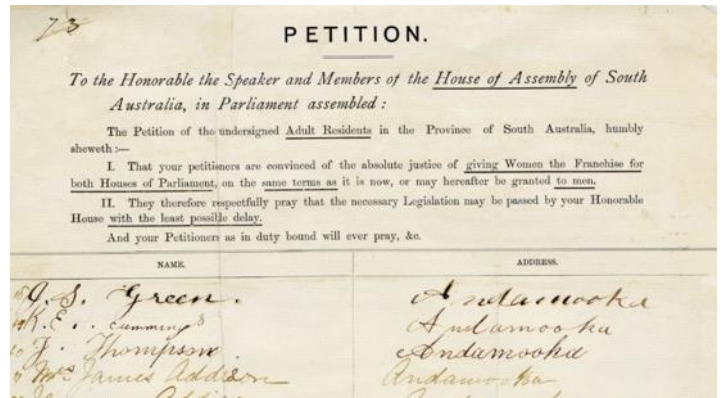 73
PETITION.
To the Honorable the Speaker and Members of the House of Assembly of South
Australia, in Parliament assembled :
The Petition of the undersigned Adult Residents in the Province of South Australia, humbly
sheweth :—
I. That your petitioners are convinced of the absolute justice of giving Women the Franchise for
both Houses of Parliament, on the same terms as it is now, or may hereafter be granted to men.
II. They therefore respectfully pray that the necessary Legislation may be passed by your Honorable
House with the least possible delay.
And your Petitioners as in duty bound will ever pray, &c.
NAME. ADDRESS.
G. S. Green. Andamooka
K. E. . Cummings Andamooka
J. Thompson. Andamooka
Mrs James Addison Andamooka